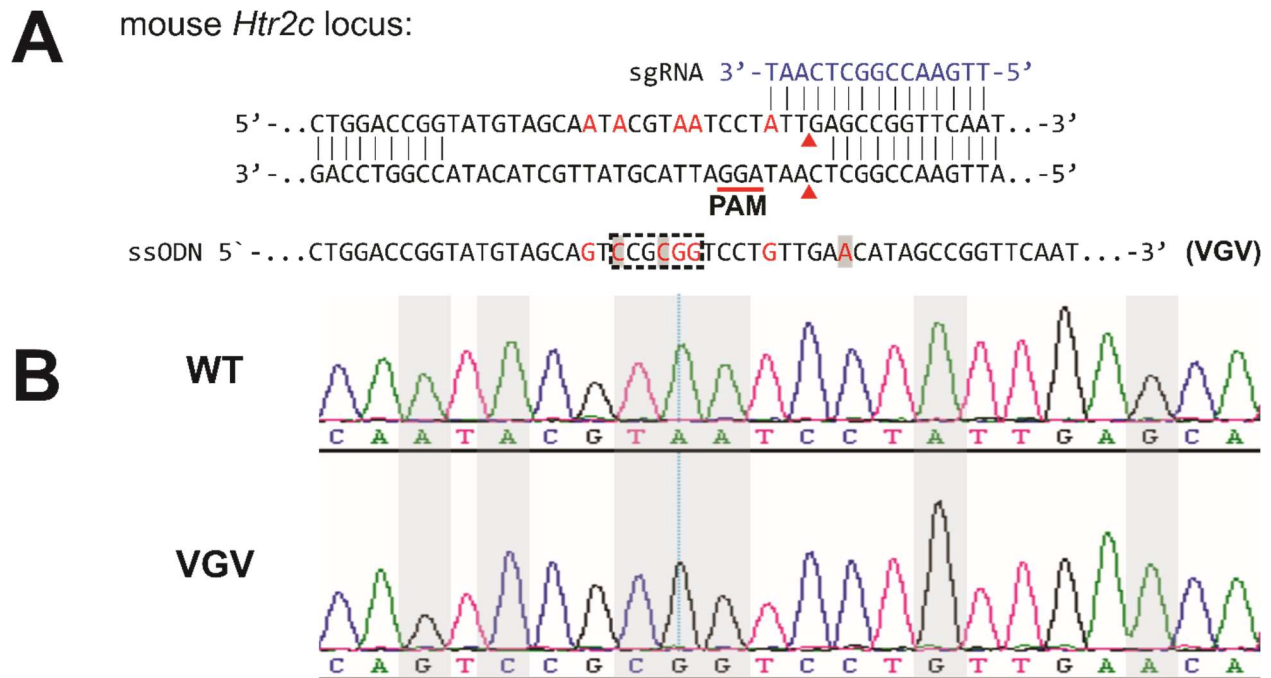 A
mouse Htr2c locus:
sgRNA 3’-TAACTCGGCCAAGTT-5’
5’-..CTGGACCGGTATGTAGCAATACGTAATCCTATTGAGCCGGTTCAAT..-3’
3’-..GACCTGGCCATACATCGTTATGCATTAGGATAACTCGGCCAAGTTA..-5’
PAM
ssODN 5`-...CTGGACCGGTATGTAGCAGTCCGCGGTCCTGTTGAACATAGCCGGTTCAAT...-3’ (VGV)
B
WT
C A A T A C G T A A T C C T A T T G A G C A
VGV
C A G T C C G C G G T C C T G T T G A A C A